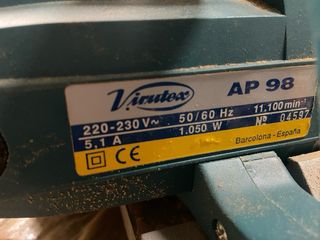 Virutex AP 98
220-230V~ 50/60 Hz 11.100 min-¹
5.1 A 1.050 W Nº 04597
CE Barcelona - España